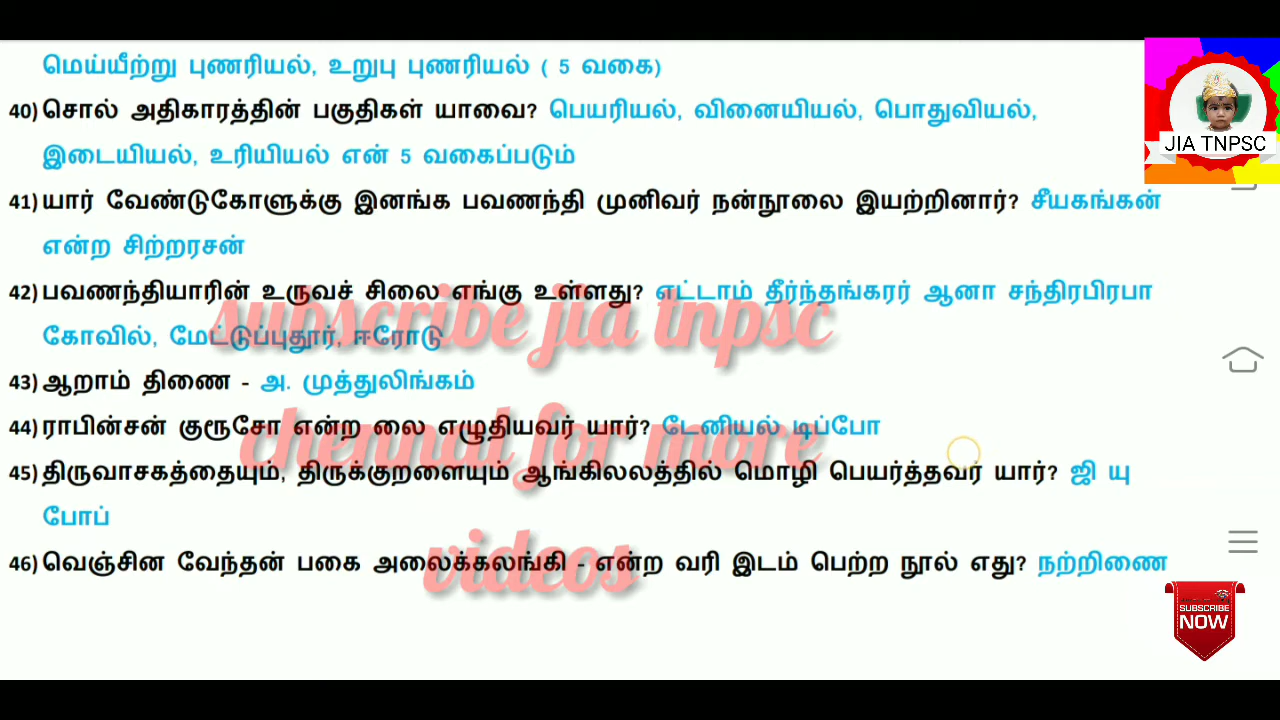 மெய்யீற்று புணரியல், உறுபு புணரியல் ( 5 வகை)
40) சொல் அதிகாரத்தின் பகுதிகள் யாவை? பெயரியல், வினையியல், பொதுவியல்,
இடையியல், உரியியல் என் 5 வகைப்படும்
41) யார் வேண்டுகோளுக்கு இனங்க பவணந்தி முனிவர் நன்நூலை இயற்றினார்? சீயகங்கன்
என்ற சிற்றரசன்
42) பவணந்தியாரின் உருவச் சிலை எங்கு உள்ளது? எட்டாம் தீர்ந்தங்கரர் ஆனா சந்திரபிரபா
கோவில், மேட்டுப்புதூர், ஈரோடு
43) ஆறாம் திணை - அ. முத்துலிங்கம்
44) ராபின்சன் குரூசோ என்ற லை எழுதியவர் யார்? டேனியல் டிப்போ
45) திருவாசகத்தையும், திருக்குறளையும் ஆங்கிலலத்தில் மொழி பெயர்த்தவர் யார்? ஜி யு
போப்
46) வெஞ்சின வேந்தன் பகை அலைக்கலங்கி - என்ற வரி இடம் பெற்ற நூல் எது? நற்றிணை
subscribe jia tnpsc
chennal for more
videos
JIA TNPSC
SUBSCRIBE
NOW